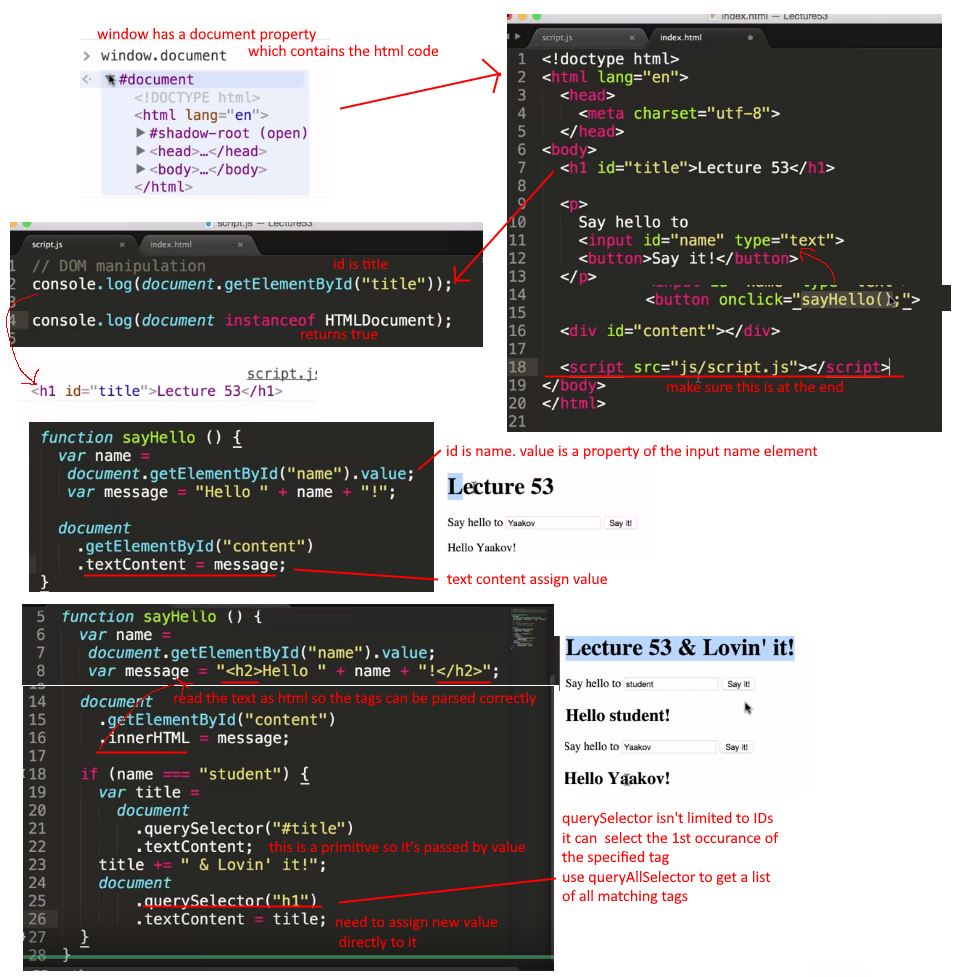 window has a document property
which contains the html code
> window.document
#document
<!DOCTYPE html>
<html lang="en">
#shadow-root (open)
<head>…</head>
<body>…</body>
</html>
index.html — Lecture53
script.js × index.html
1 <!doctype html>
2 <html lang="en">
3 <head>
4 <meta charset="utf-8">
5 </head>
6 <body>
7 <h1 id="title">Lecture 53</h1>
8
9 <p>
10 Say hello to
11 <input id="name" type="text">
12 <button>Say it!</button>
13 </p>
14 <button onclick="sayHello();">
15
16 <div id="content"></div>
17
18 <script src="js/script.js"></script>
make sure this is at the end
19 </body>
20 </html>
21
script.js — Lecture53
script.js × index.html ×
1 // DOM manipulation
id is title
2 console.log(document.getElementById("title"));
3
4 console.log(document instanceof HTMLDocument);
returns true
5
script.js
<h1 id="title">Lecture 53</h1>
function sayHello () {
var name =
document.getElementById("name").value;
var message = "Hello " + name + "!";
document
.getElementById("content")
.textContent = message;
}
id is name. value is a property of the input name element
Lecture 53
Say hello to Yaakov Say it!
Hello Yaakov!
text content assign value
5 function sayHello () {
6 var name =
7 document.getElementById("name").value;
8 var message = "<h2>Hello " + name + "!</h2>";
read the text as html so the tags can be parsed correctly
14 document
15 .getElementById("content")
16 .innerHTML = message;
17
18 if (name === "student") {
19 var title =
20 document
21 .querySelector("#title")
22 .textContent; this is a primitive so it's passed by value
23 title += " & Lovin' it!";
24 document
25 .querySelector("h1")
26 .textContent = title; need to assign new value
directly to it
27 }
28 }
Lecture 53 & Lovin' it!
Say hello to student Say it!
Hello student!
Say hello to Yaakov Say it!
Hello Yaakov!
querySelector isn't limited to IDs
it can select the 1st occurance of
the specified tag
use queryAllSelector to get a list
of all matching tags